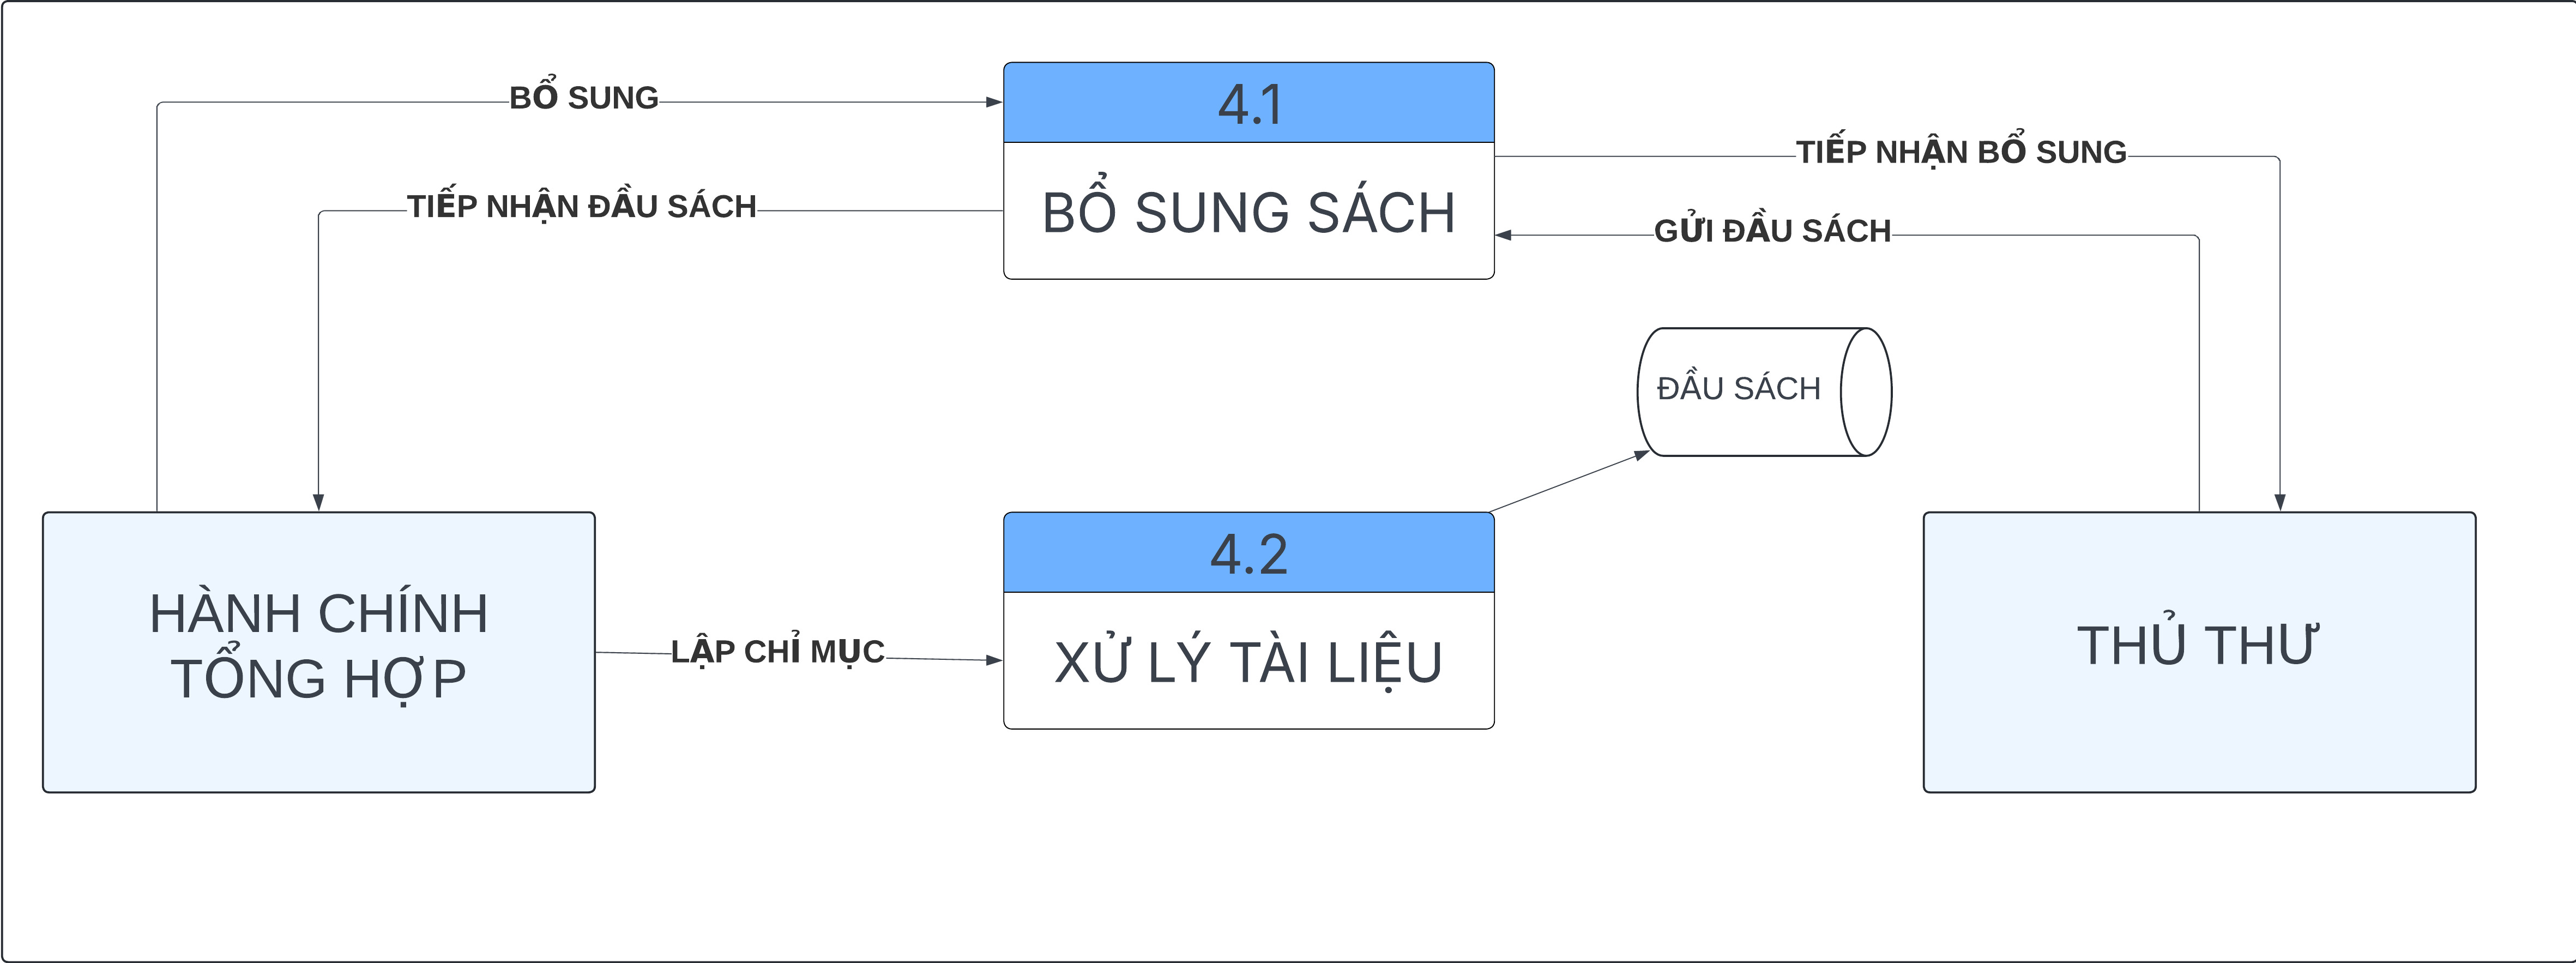 BỔ SUNG
4.1
BỔ SUNG SÁCH
TIẾP NHẬN BỔ SUNG
TIẾP NHẬN ĐẦU SÁCH
GỬI ĐẦU SÁCH
ĐẦU SÁCH
HÀNH CHÍNH
TỔNG HỢP
LẬP CHỈ MỤC
4.2
XỬ LÝ TÀI LIỆU
THỦ THƯ